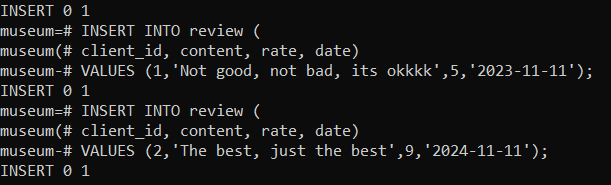 INSERT 0 1
museum=# INSERT INTO review (
museum(# client_id, content, rate, date)
museum-# VALUES (1,'Not good, not bad, its okkkk',5,'2023-11-11');
INSERT 0 1
museum=# INSERT INTO review (
museum(# client_id, content, rate, date)
museum-# VALUES (2,'The best, just the best',9,'2024-11-11');
INSERT 0 1